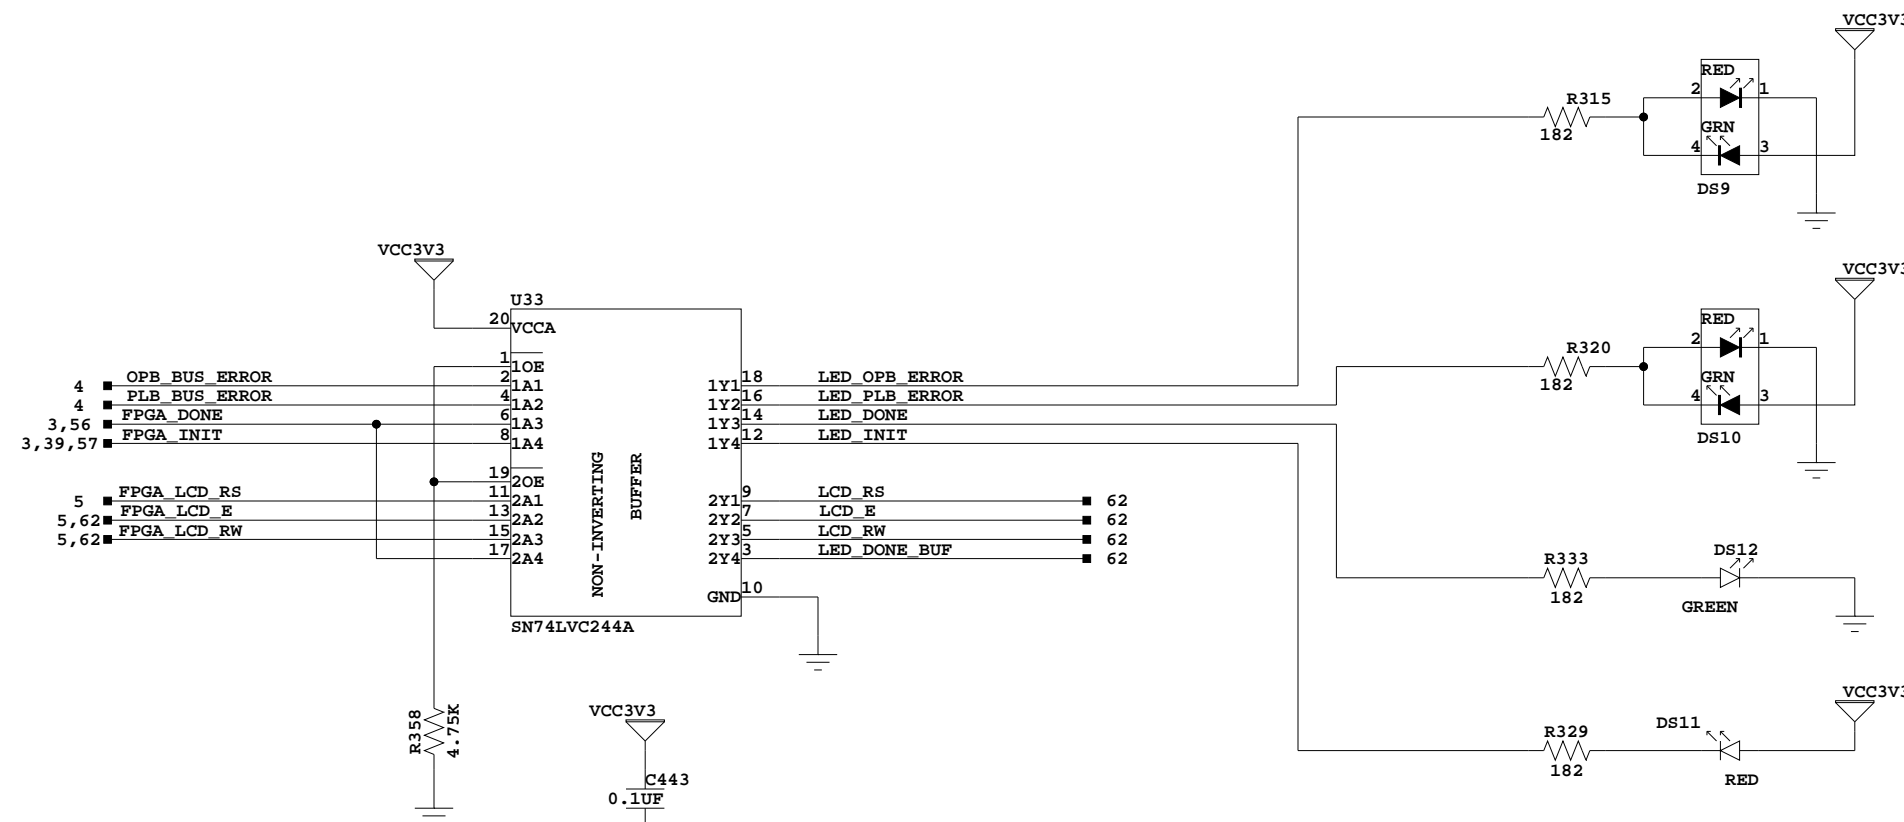 VCC3V3
RED
2 1
R315
182
GRN
4 3
DS9
VCC3V3
U33
20 VCCA
1 1OE
OPB_BUS_ERROR
4 2 1A1
PLB_BUS_ERROR
4 4 1A2
FPGA_DONE
3,56 6 1A3
FPGA_INIT
3,39,57 8 1A4
19 2OE
FPGA_LCD_RS
5 11 2A1
FPGA_LCD_E
5,62 13 2A2
FPGA_LCD_RW
5,62 15 2A3
17 2A4
NON-INVERTING
BUFFER
1Y1 18 LED_OPB_ERROR
1Y2 16 LED_PLB_ERROR
1Y3 14 LED_DONE
1Y4 12 LED_INIT
2Y1 9 LCD_RS 62
2Y2 7 LCD_E 62
2Y3 5 LCD_RW 62
2Y4 3 LED_DONE_BUF 62
GND 10
SN74LVC244A
VCC3V3
RED
2 1
R320
182
GRN
4 3
DS10
R333
182
DS12
GREEN
VCC3V3
R329
182
DS11
RED
R358
4.75K
VCC3V3
C443
0.1UF